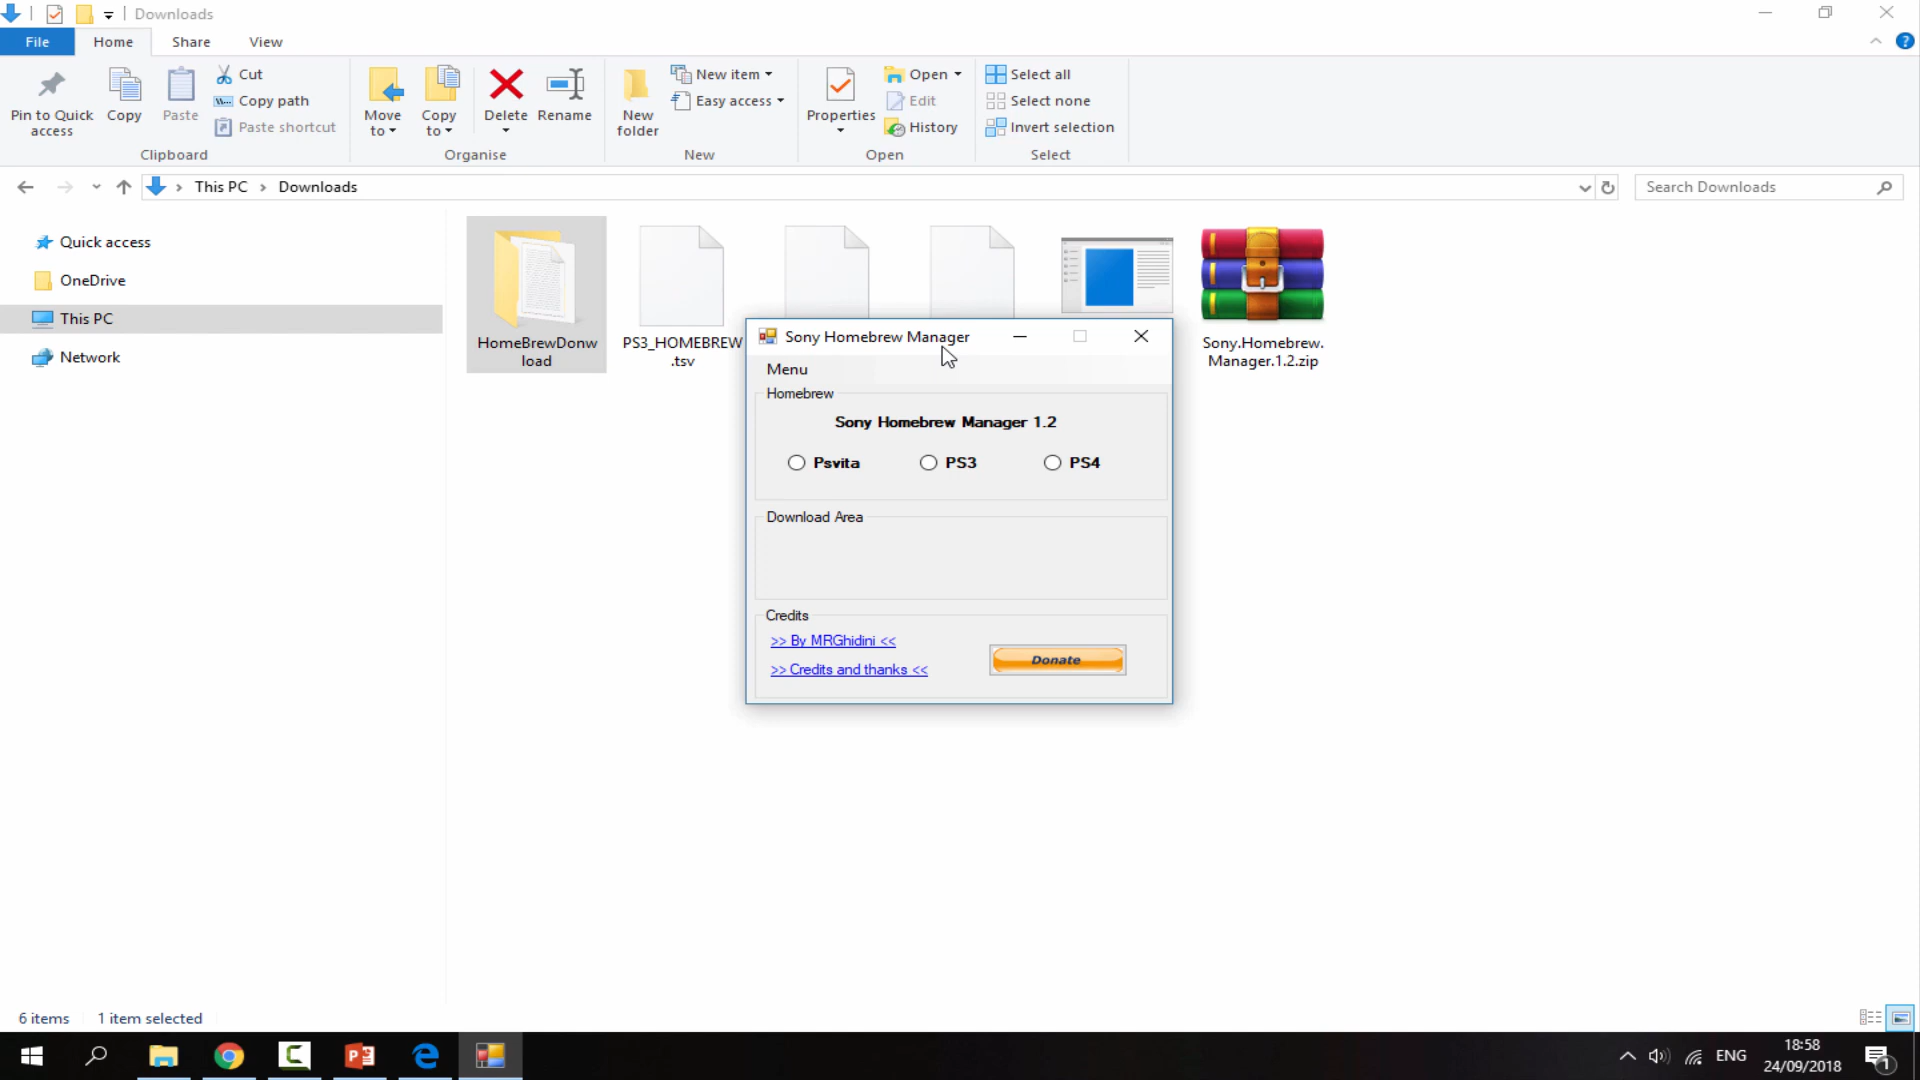 Downloads
File Home Share View
Pin to Quick access
Copy
Paste
Cut
Copy path
Paste shortcut
Clipboard
Move to
Copy to
Delete
Rename
Organise
New folder
New item
Easy access
New
Properties
Open
Edit
History
Open
Select all
Select none
Invert selection
Select
This PC > Downloads
Search Downloads
Quick access
OneDrive
This PC
Network
HomeBrewDonw
load
PS3_HOMEBREW
.tsv
Sony.Homebrew.
Manager.1.2.zip
Sony Homebrew Manager
Menu
Homebrew
Sony Homebrew Manager 1.2
Psvita PS3 PS4
Download Area
Credits
>> By MRGhidini <<
>> Credits and thanks <<
Donate
6 items 1 item selected
ENG
18:58
24/09/2018
1